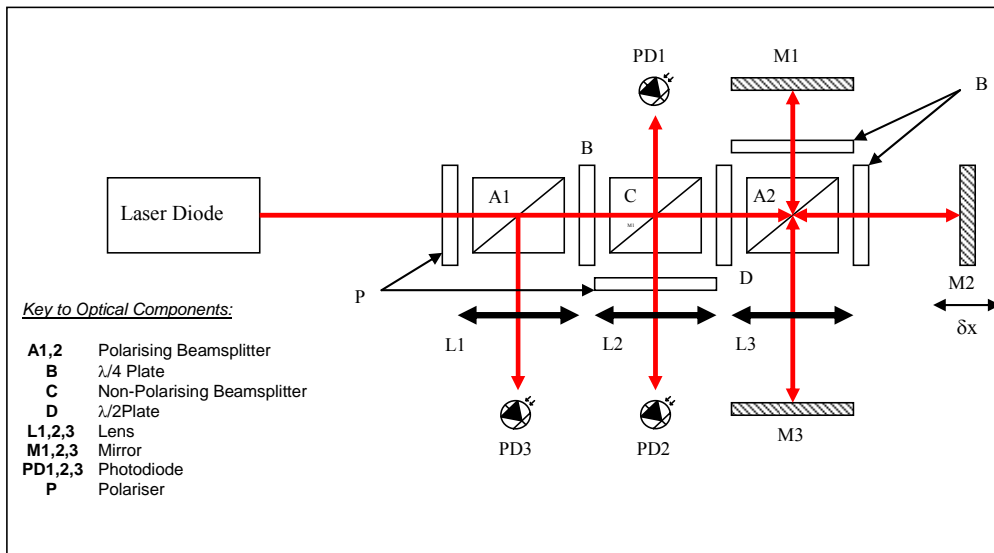 PD1
M1
B
B
Laser Diode
A1
C
A2
P
D
M2
δx
Key to Optical Components:
L1
L2
L3
A1,2 Polarising Beamsplitter
B λ/4 Plate
C Non-Polarising Beamsplitter
D λ/2Plate
L1,2,3 Lens
M1,2,3 Mirror
PD1,2,3 Photodiode
P Polariser
PD3
PD2
M3